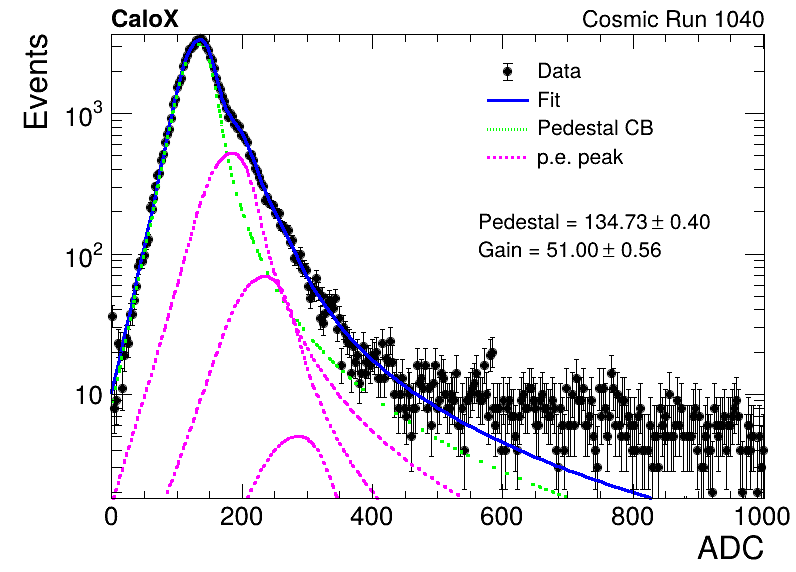 CaloX Cosmic Run 1040
Events
Data
Fit
Pedestal CB
p.e. peak
Pedestal = 134.73 ± 0.40
Gain = 51.00 ± 0.56
10³
10²
10
0 200 400 600 800 1000
ADC